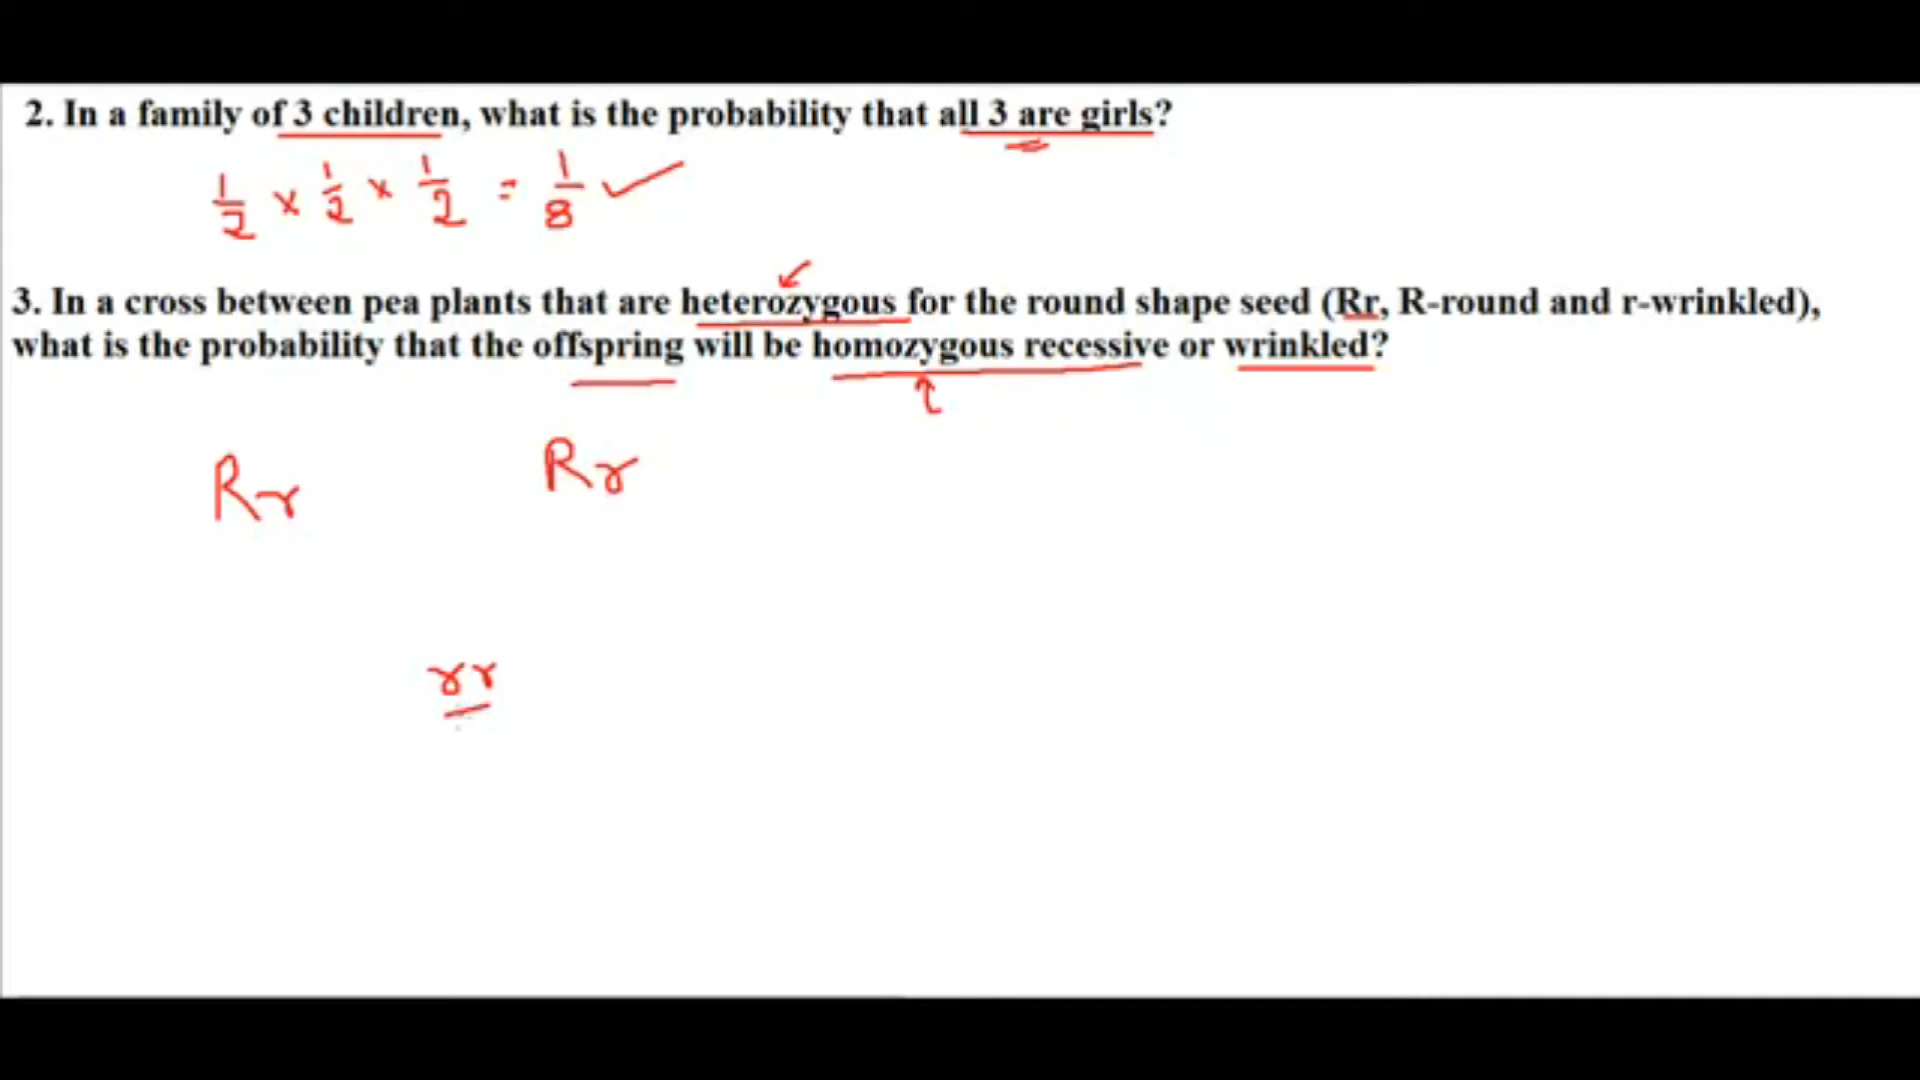 2. In a family of 3 children, what is the probability that all 3 are girls?
1/2 × 1/2 × 1/2 = 1/8 ✓
3. In a cross between pea plants that are heterozygous for the round shape seed (Rr, R-round and r-wrinkled),
what is the probability that the offspring will be homozygous recessive or wrinkled?
Rr Rr
rr